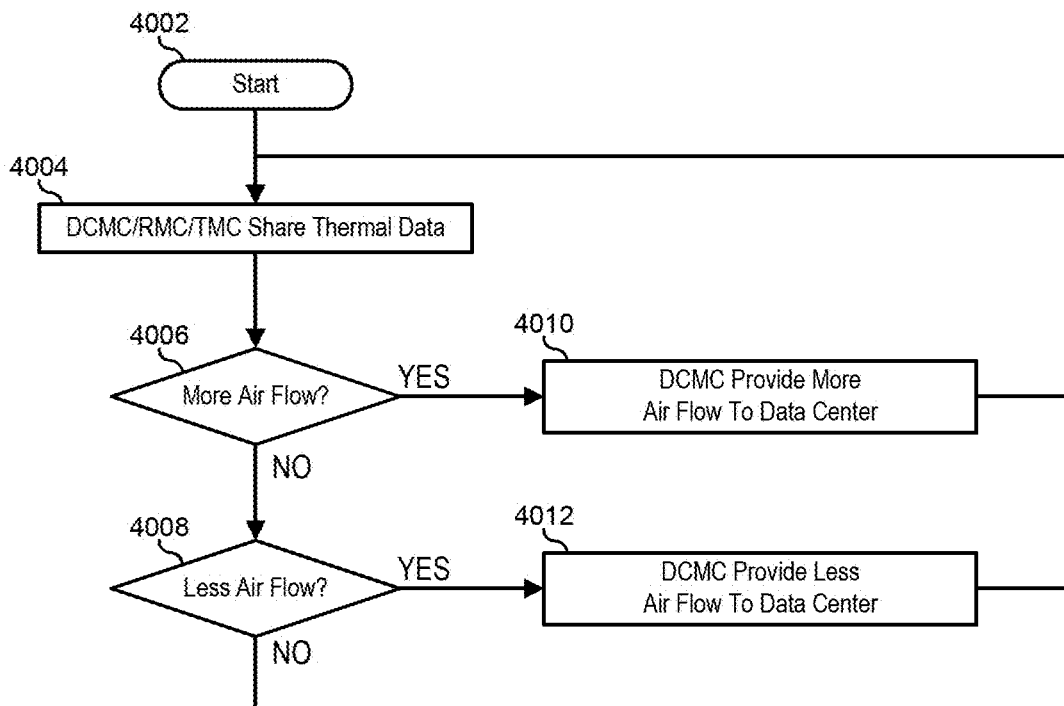 4002
Start
4004
DCMC/RMC/TMC Share Thermal Data
4006
More Air Flow?
YES
4010
DCMC Provide More
Air Flow To Data Center
NO
4008
Less Air Flow?
YES
4012
DCMC Provide Less
Air Flow To Data Center
NO